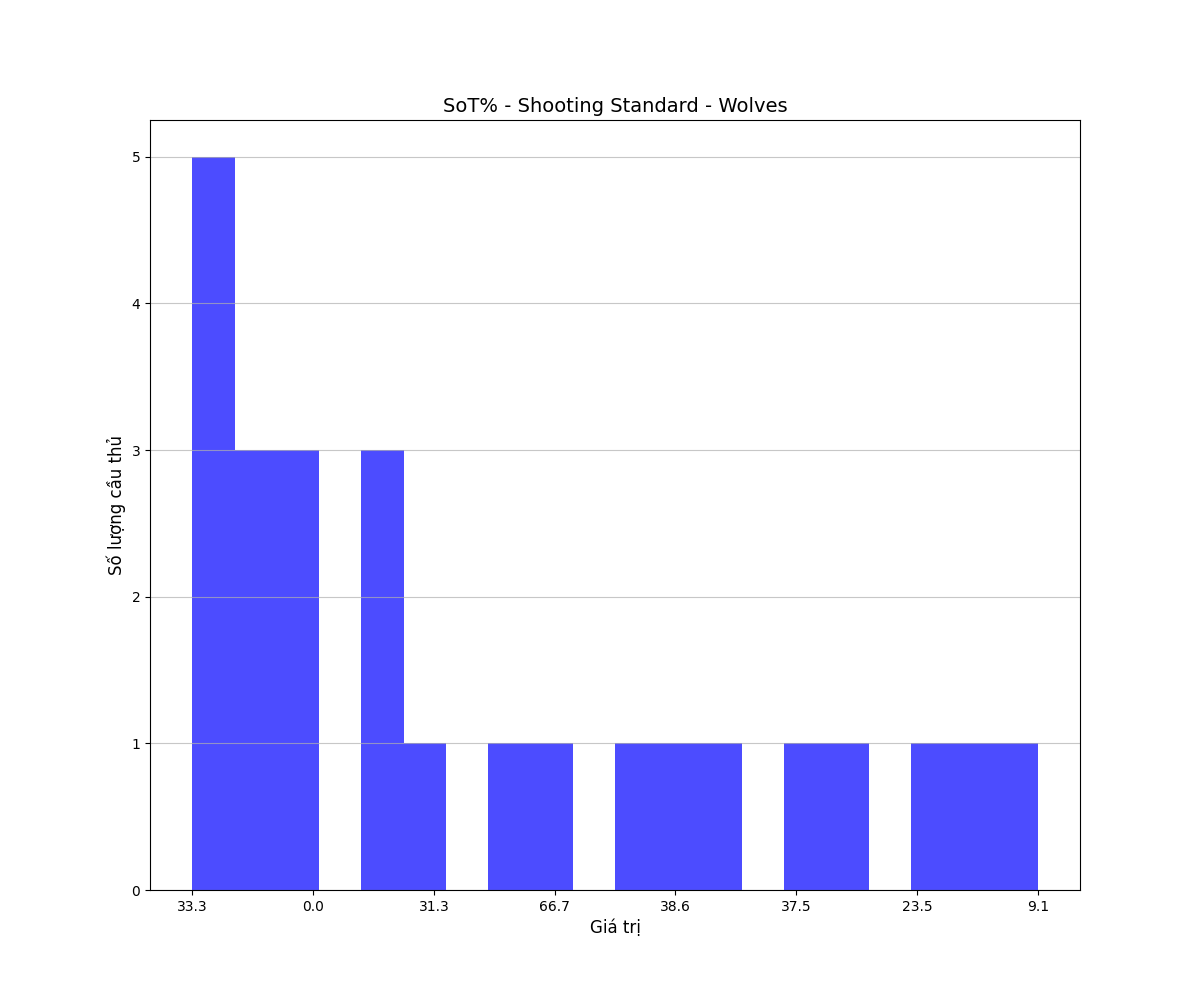 SoT% - Shooting Standard - Wolves
Số lượng cầu thủ
5
4
3
2
1
0
33.3 0.0 31.3 66.7 38.6 37.5 23.5 9.1
Giá trị